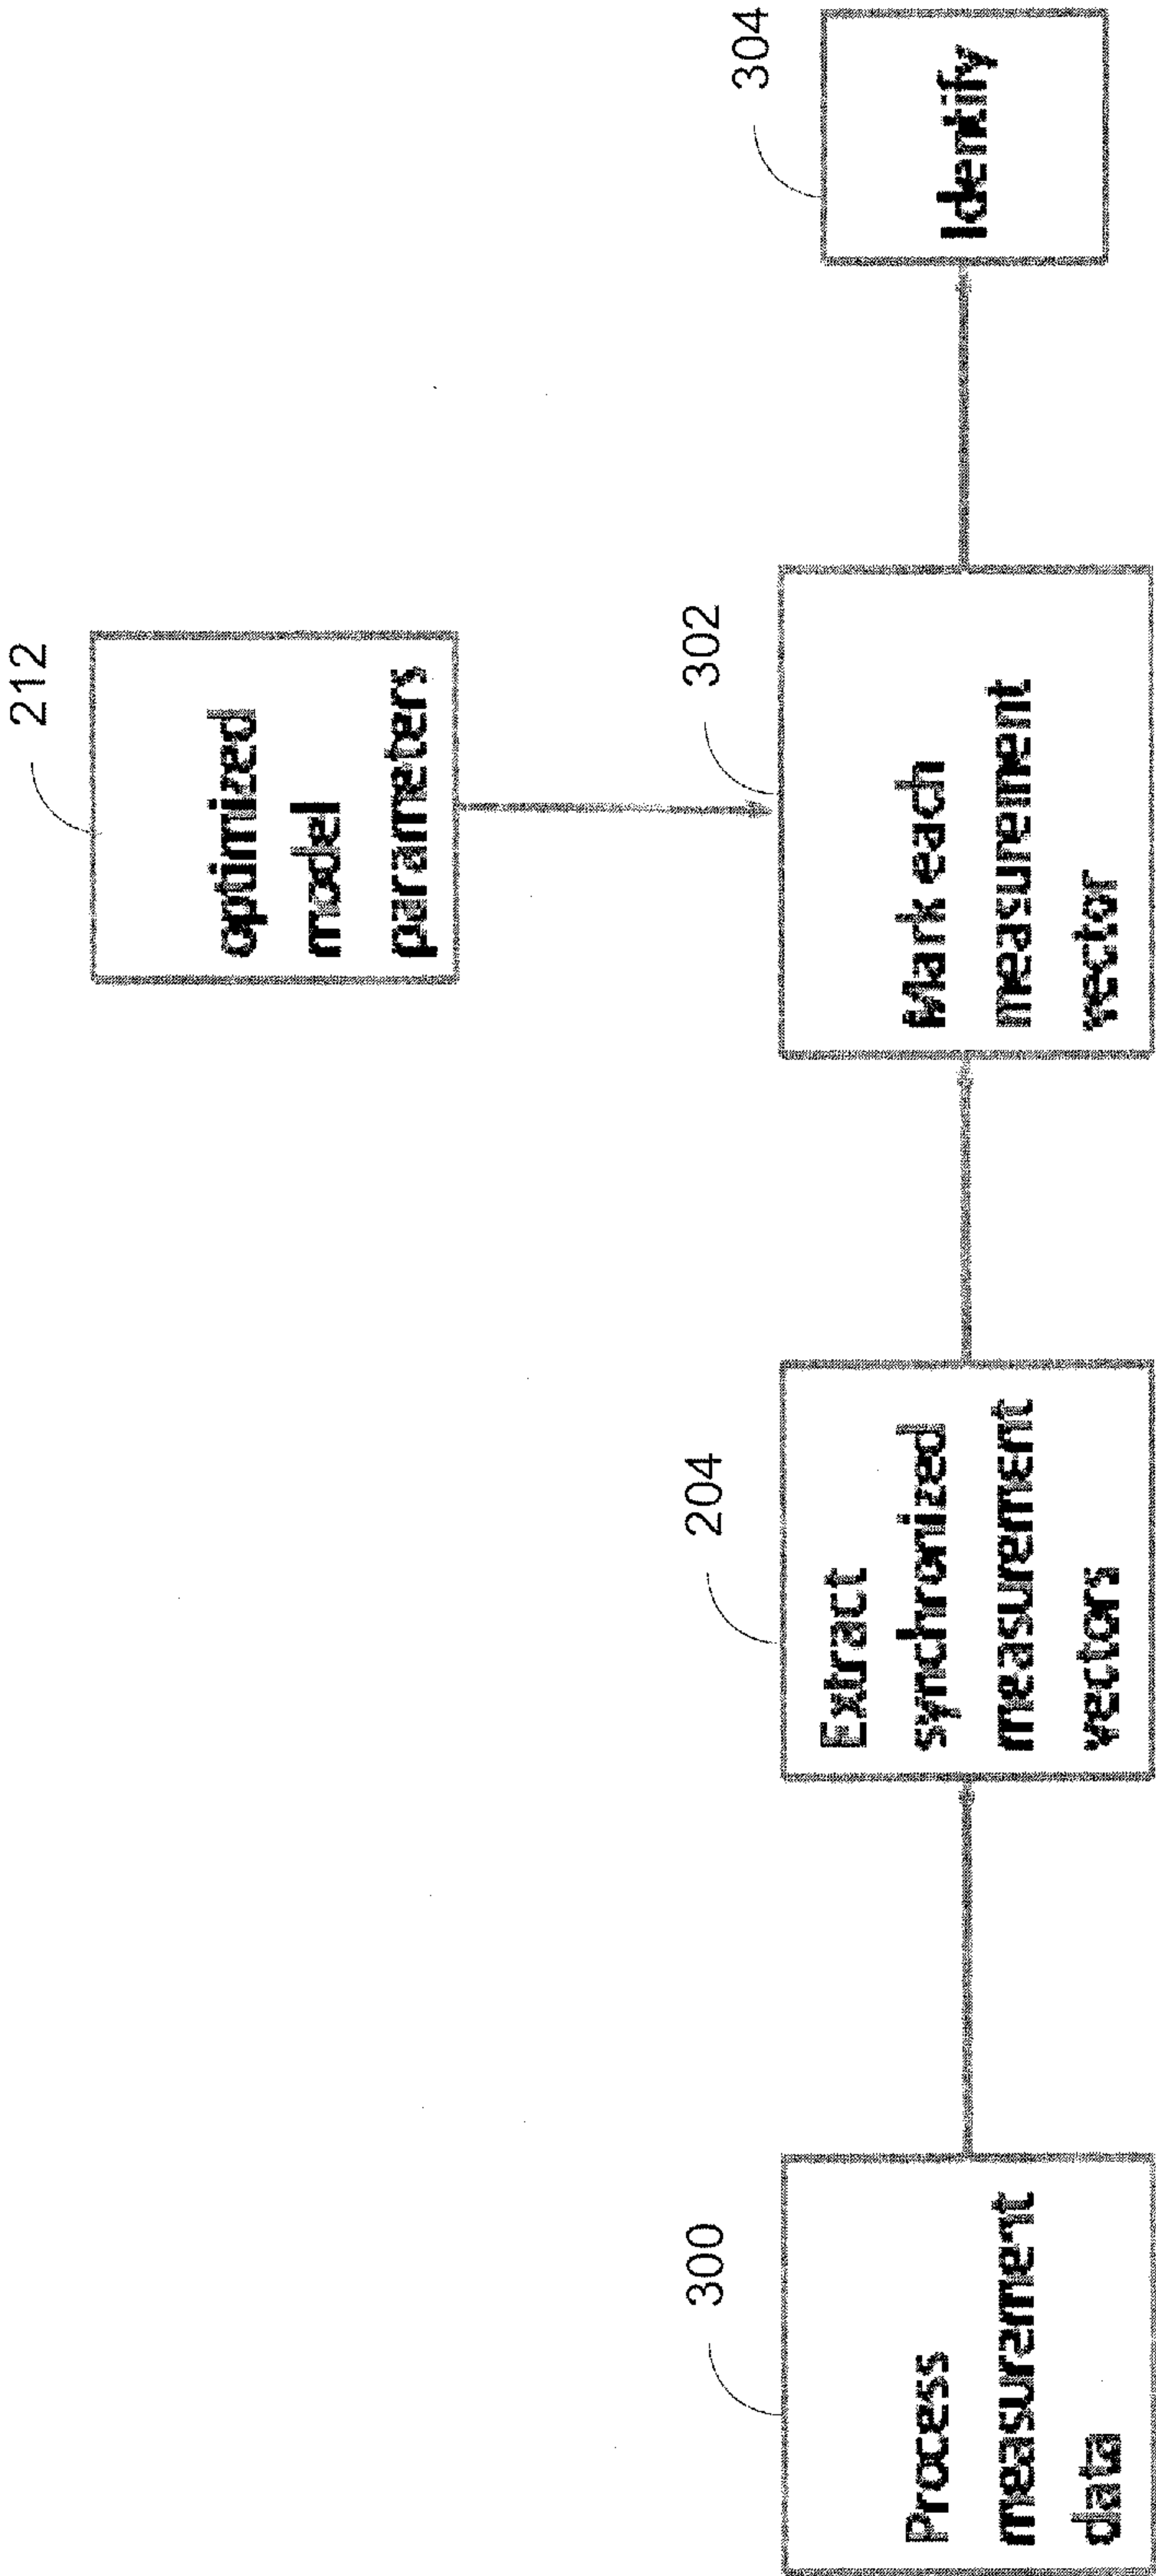 212
optimized
model
parameters
300
Process
measurement
data
204
Extract
synchronized
measurement
vectors
302
Mark each
measurement
vector
304
Identify